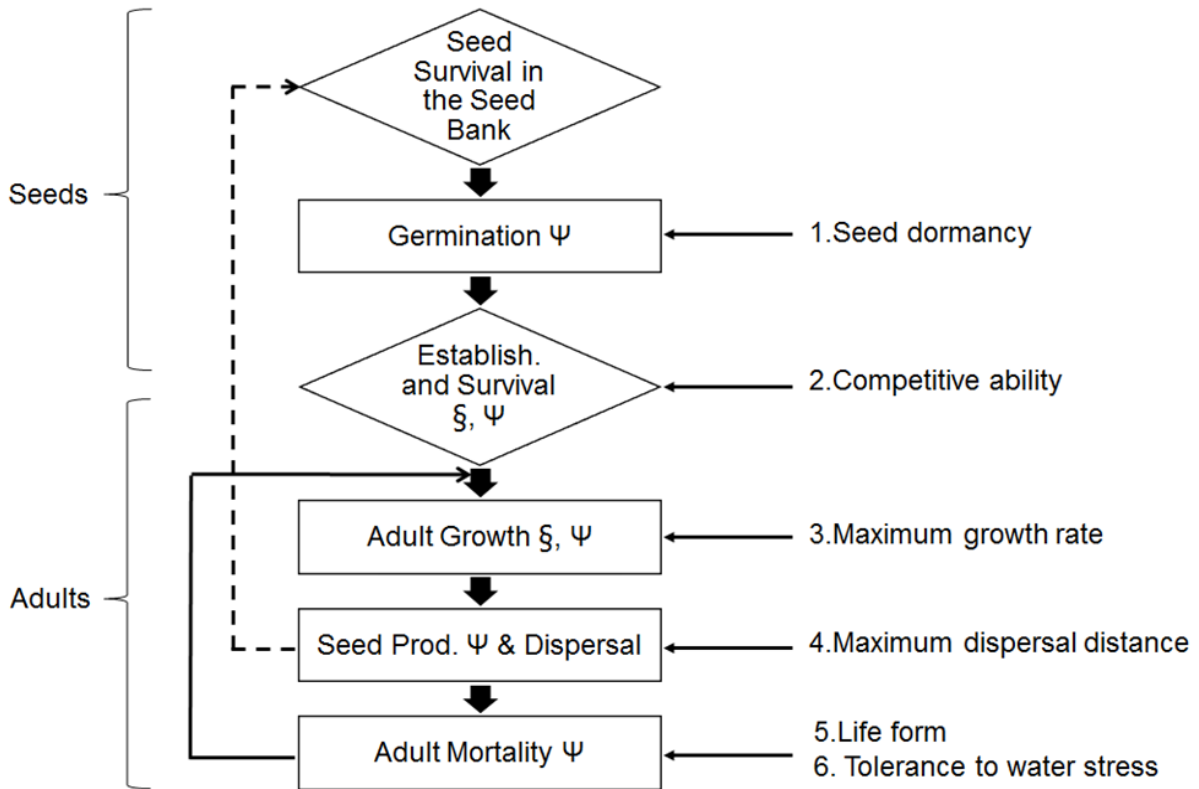 Seed
Survival in
the Seed
Bank
Seeds
Germination Ψ
1.Seed dormancy
Establish.
and Survival
§, Ψ
2.Competitive ability
Adult Growth §, Ψ
3.Maximum growth rate
Adults
Seed Prod. Ψ & Dispersal
4.Maximum dispersal distance
Adult Mortality Ψ
5.Life form
6. Tolerance to water stress